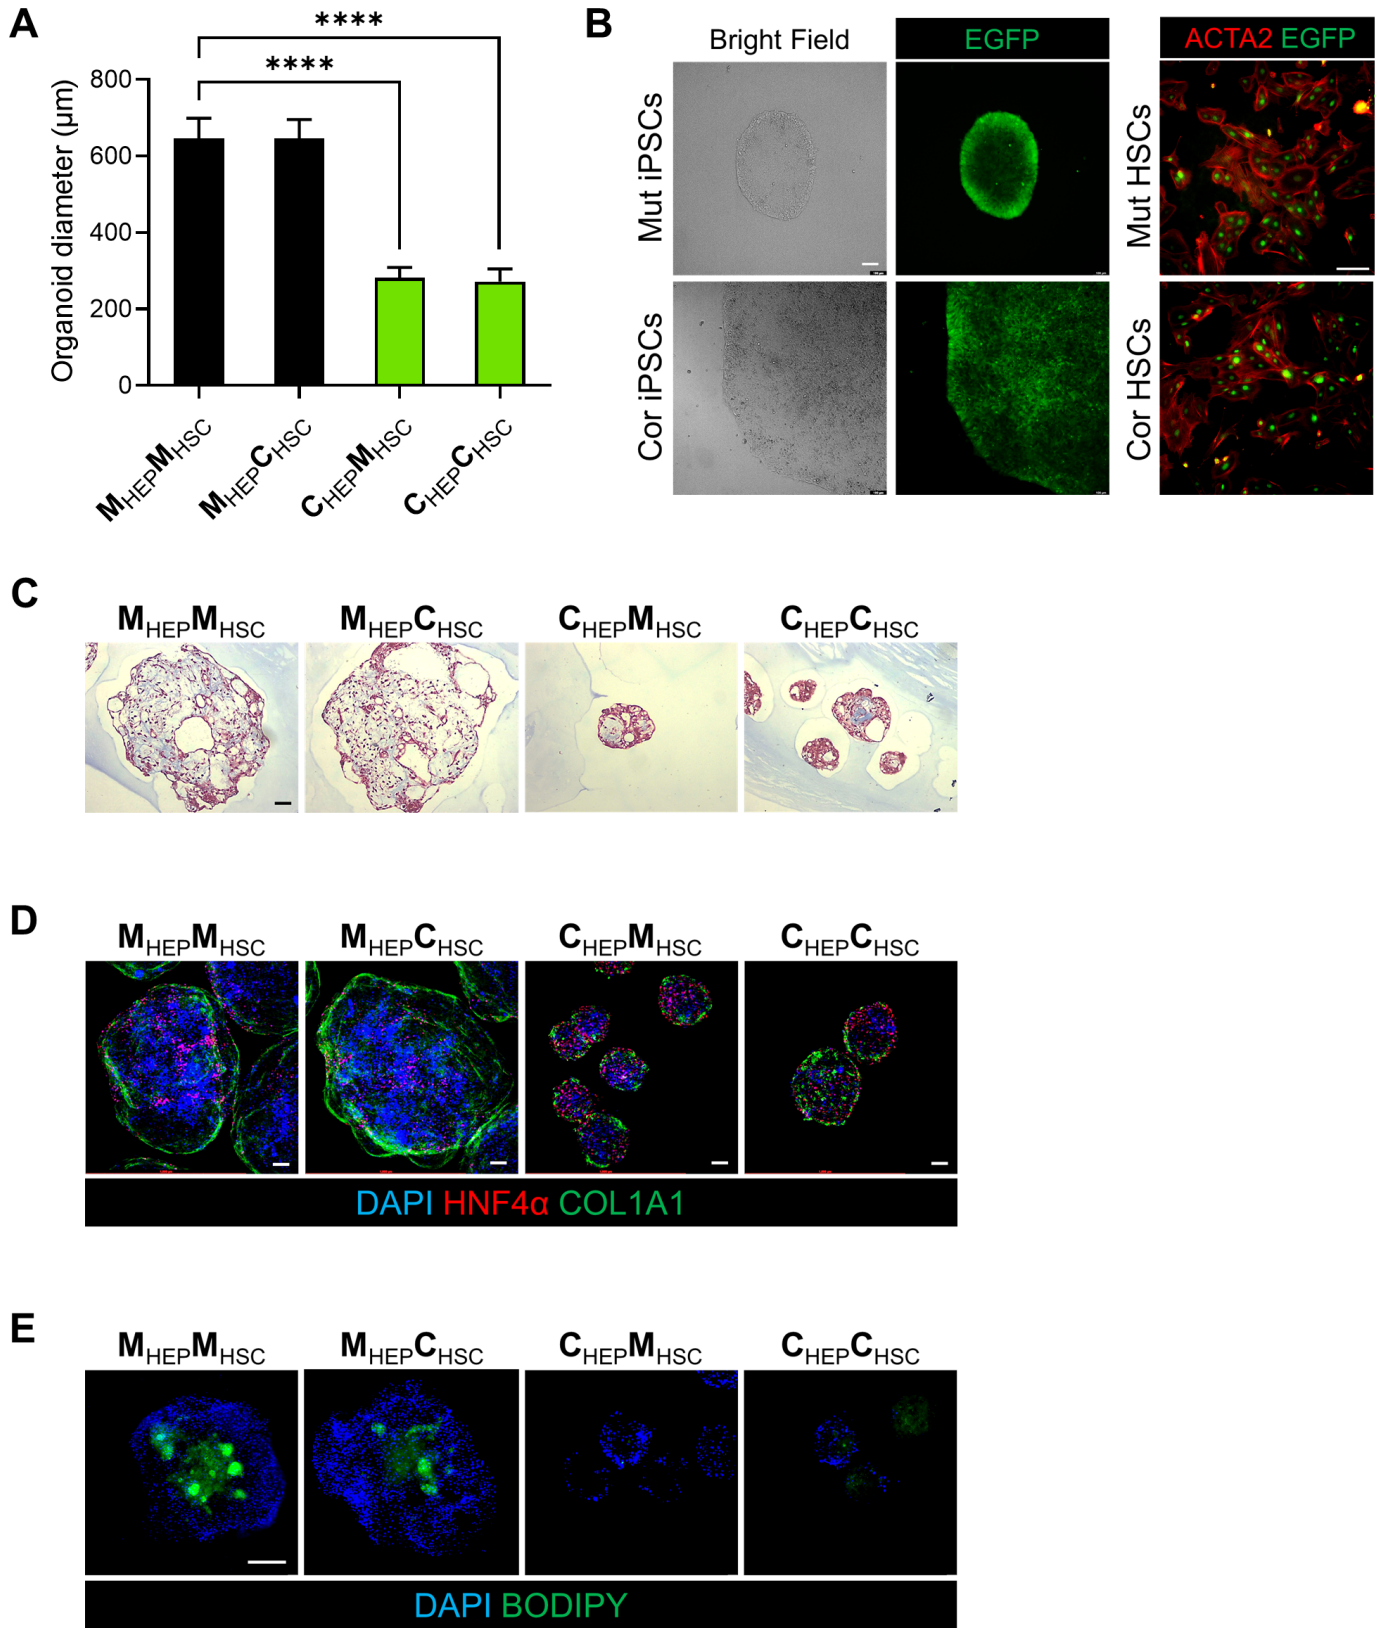 A
****
****
Organoid diameter (µm)
800
600
400
200
0
MHEPMHSC
MHEPCHSC
CHEPMHSC
CHEPCHSC
B
Bright Field
EGFP
ACTA2 EGFP
Mut iPSCs
Mut HSCs
Cor iPSCs
Cor HSCs
C
MHEPMHSC
MHEPCHSC
CHEPMHSC
CHEPCHSC
D
MHEPMHSC
MHEPCHSC
CHEPMHSC
CHEPCHSC
DAPI HNF4α COL1A1
E
MHEPMHSC
MHEPCHSC
CHEPMHSC
CHEPCHSC
DAPI BODIPY